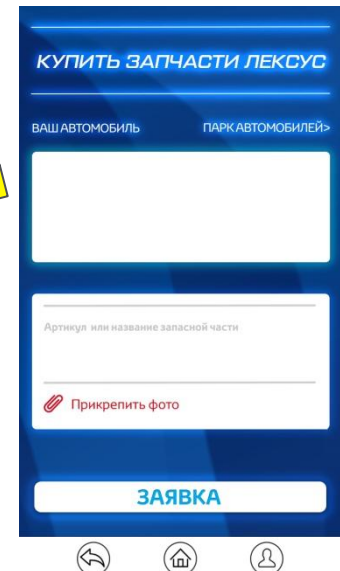 КУПИТЬ ЗАПЧАСТИ ЛЕКСУС
ВАШ АВТОМОБИЛЬ ПАРК АВТОМОБИЛЕЙ>
Артикул или название запасной части
Прикрепить фото
ЗАЯВКА